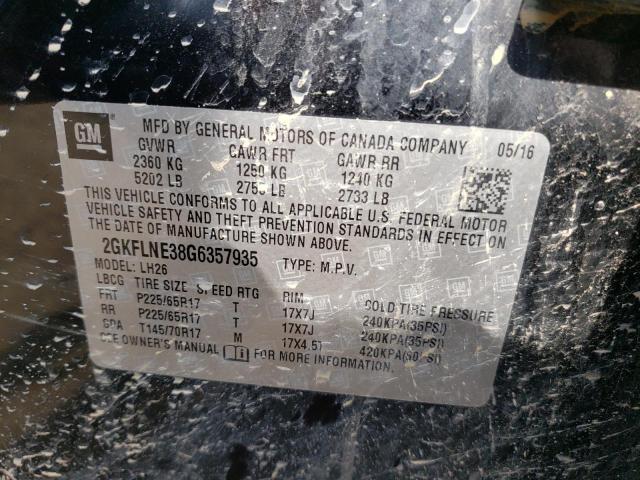 GM
MFD BY GENERAL MOTORS OF CANADA COMPANY 05/16
GVWR GAWR FRT GAWR RR
2360 KG 1250 KG 1240 KG
5202 LB 2755 LB 2733 LB
THIS VEHICLE CONFORMS TO ALL APPLICABLE U.S. FEDERAL MOTOR
VEHICLE SAFETY AND THEFT PREVENTION STANDARDS IN EFFECT ON
THE DATE OF MANUFACTURE SHOWN ABOVE.
2GKFLNE38G6357935 TYPE: M.P.V.
MODEL: LH26
LBCG TIRE SIZE SPEED RTG RIM COLD TIRE PRESSURE
FRT P225/65R17 T 17X7J 240KPA(35PSI)
RR P225/65R17 T 17X7J 240KPA(35PSI)
SPA T145/70R17 M 17X4.5T 420KPA(60PSI)
SEE OWNER'S MANUAL FOR MORE INFORMATION.